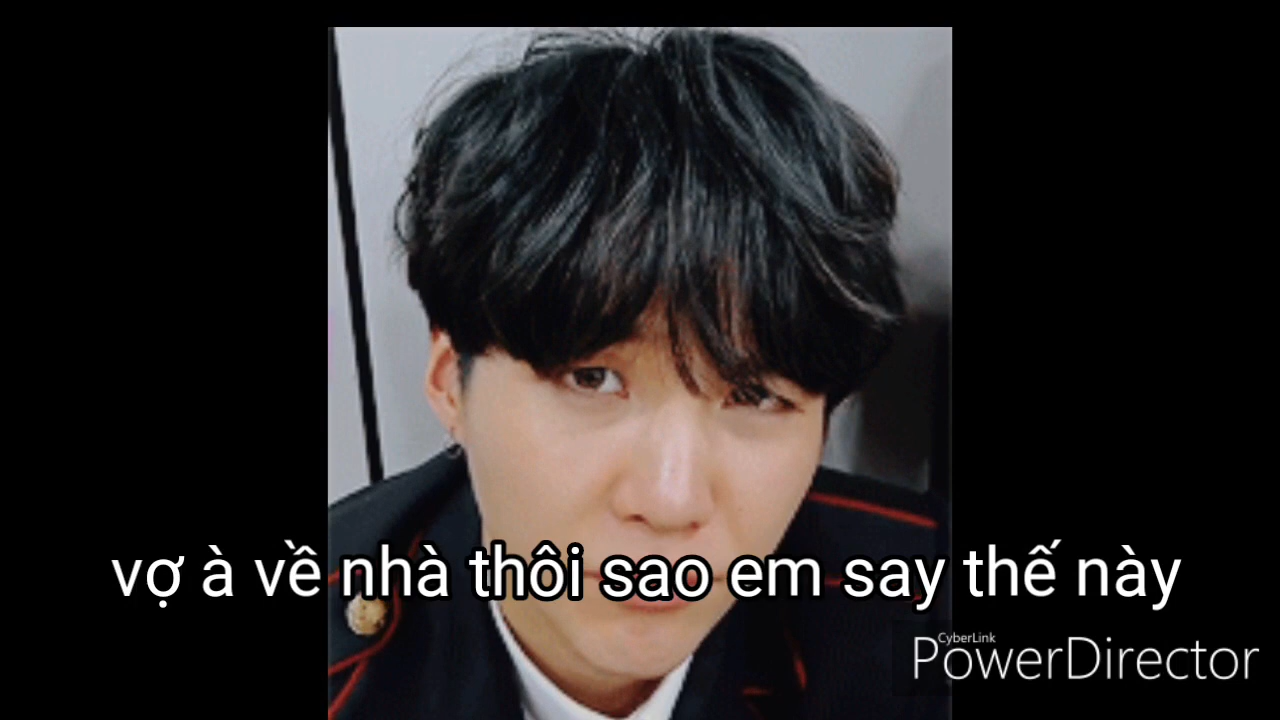 vợ à về nhà thôi sao em say thế này
CyberLink
PowerDirector